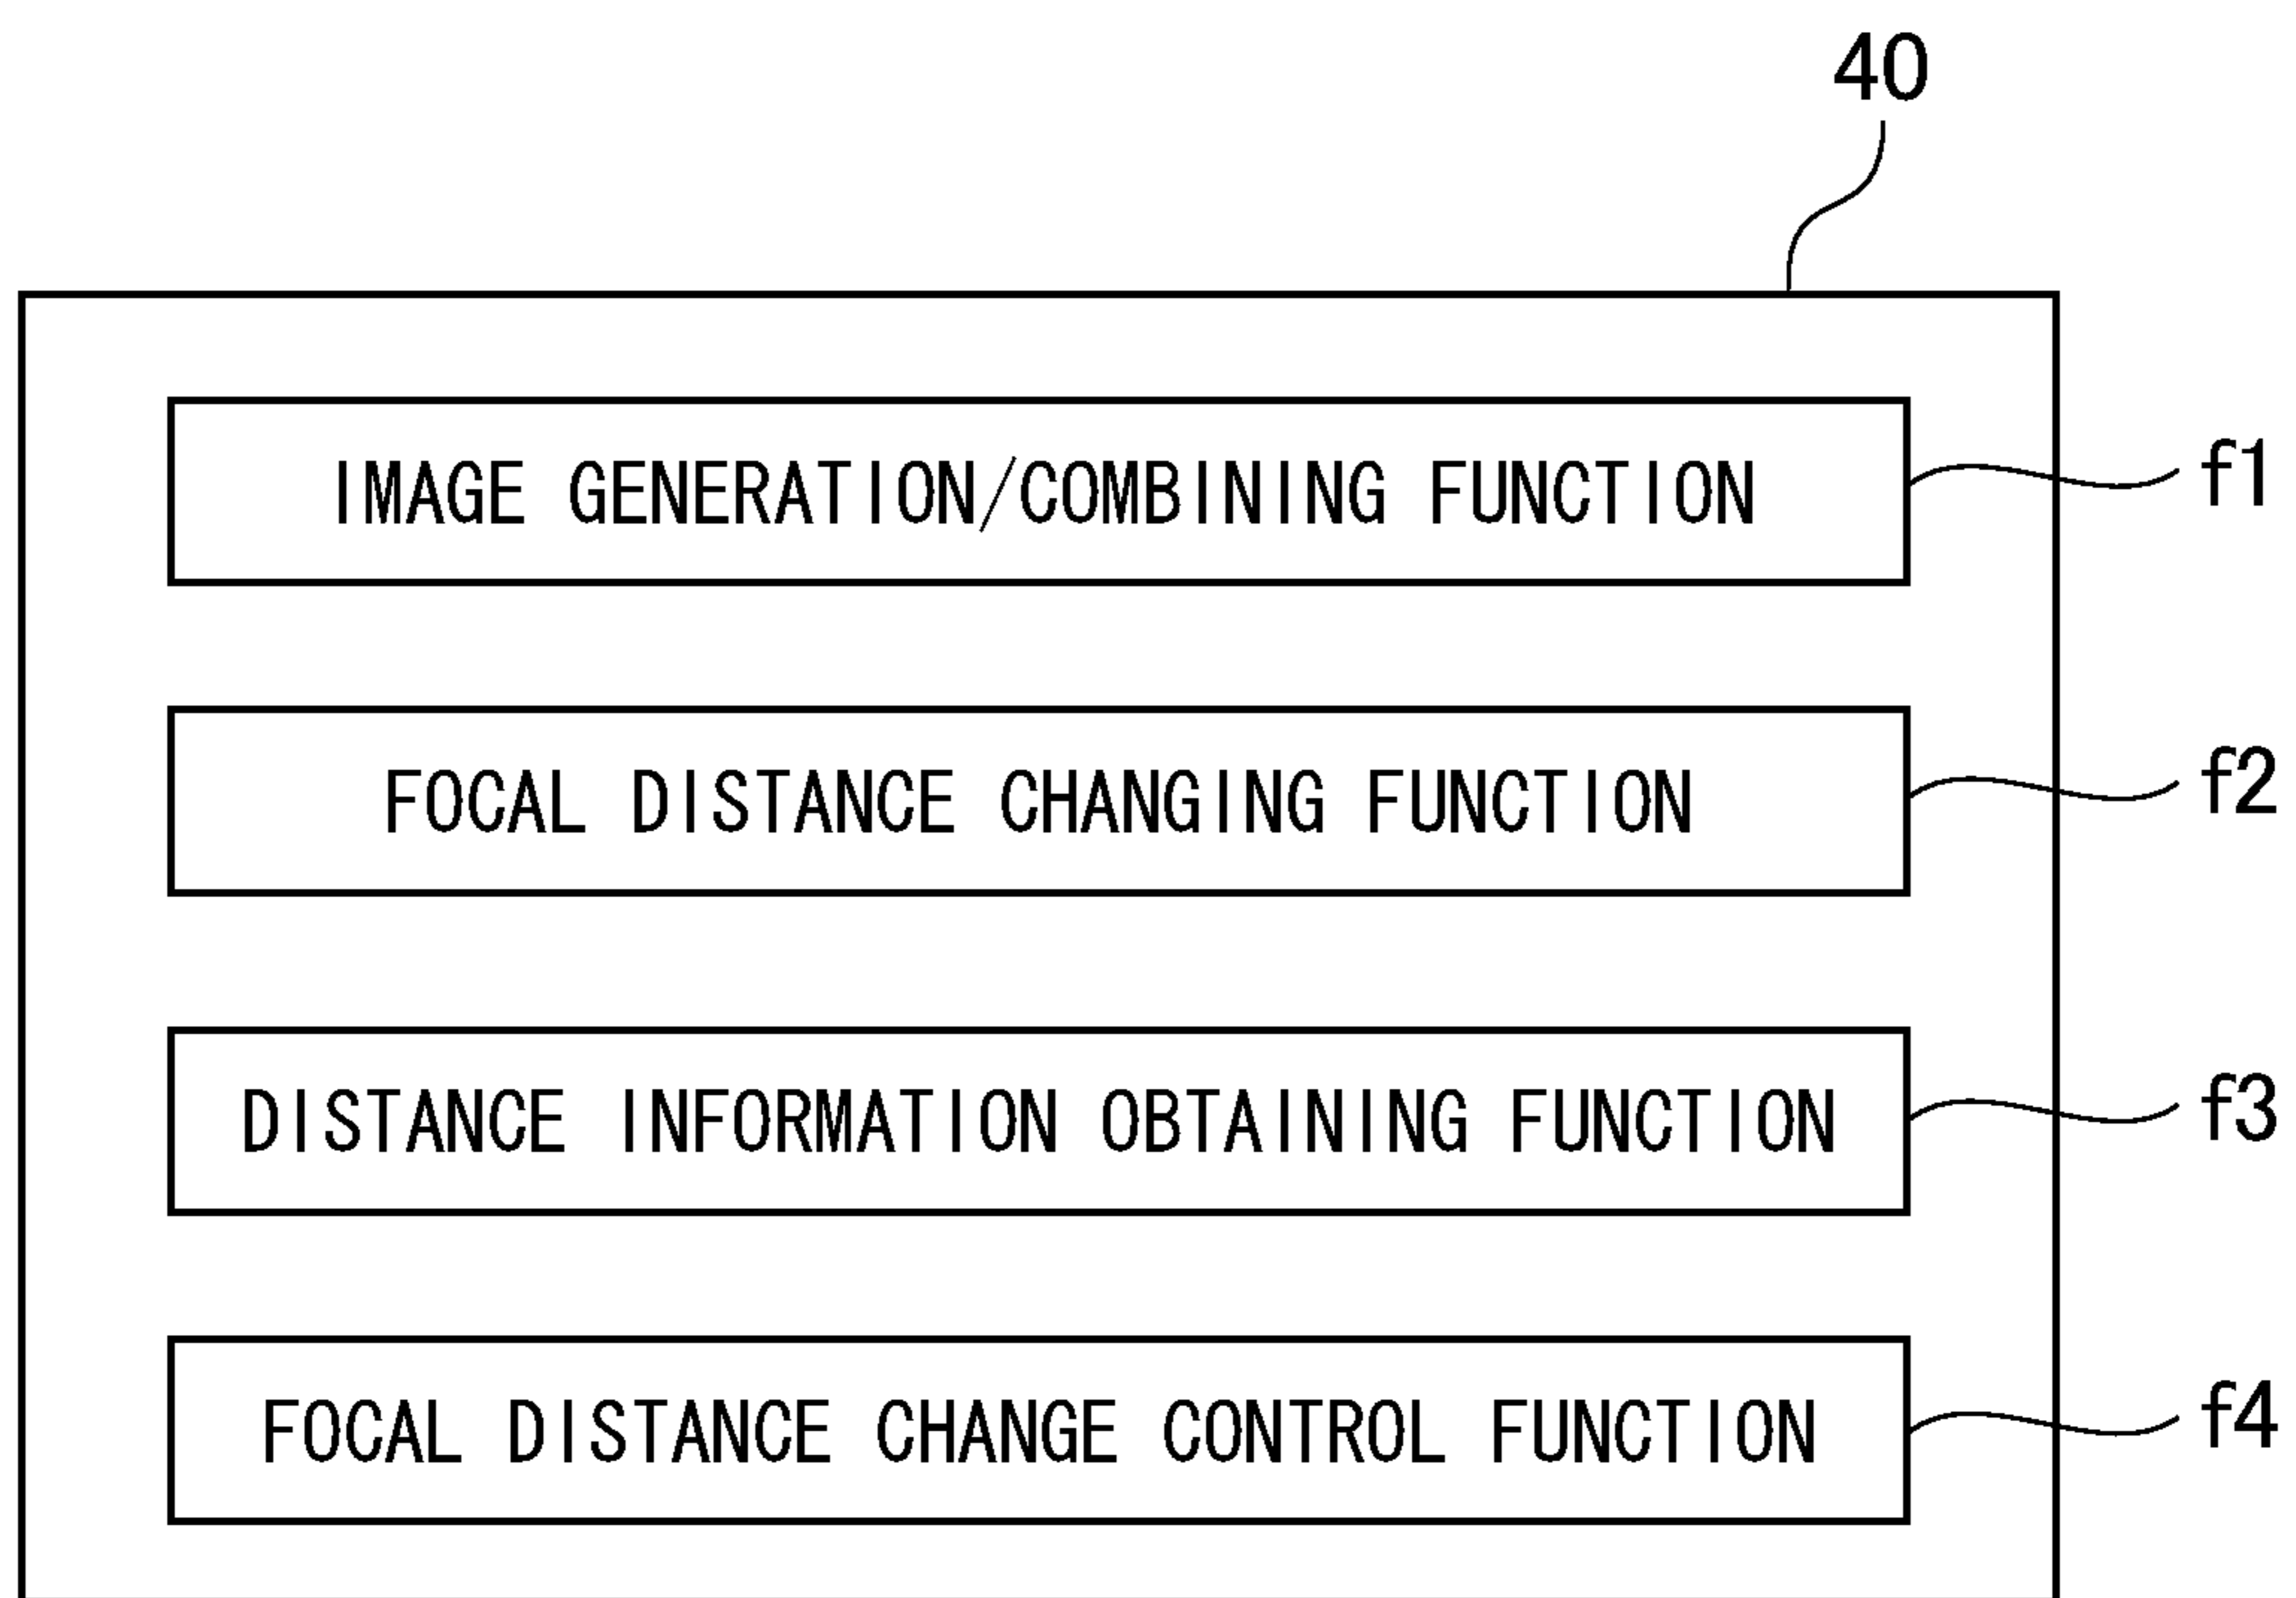 40
IMAGE GENERATION/COMBINING FUNCTION f1
FOCAL DISTANCE CHANGING FUNCTION f2
DISTANCE INFORMATION OBTAINING FUNCTION f3
FOCAL DISTANCE CHANGE CONTROL FUNCTION f4